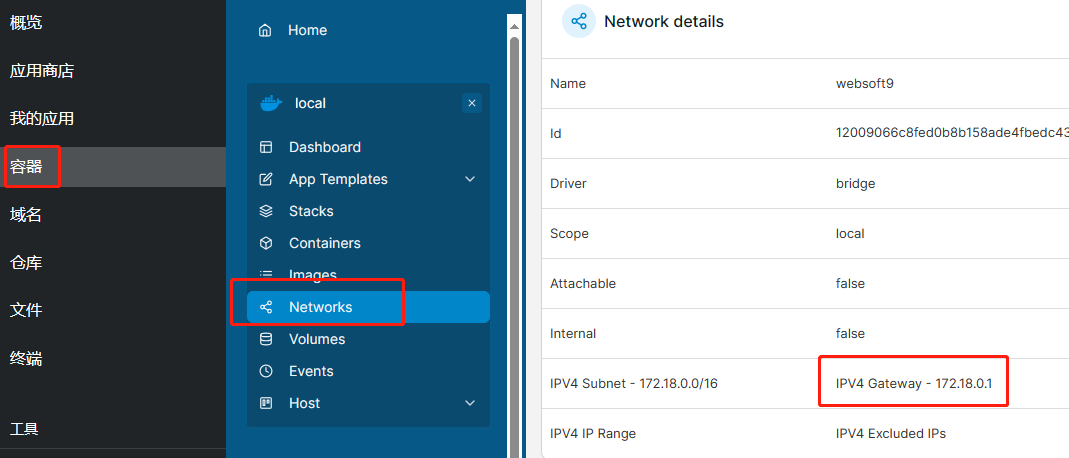 概览
应用商店
我的应用
容器
域名
仓库
文件
终端
工具
Home
local
Dashboard
App Templates
Stacks
Containers
Images
Networks
Volumes
Events
Host
Network details
Name websoft9
Id 12009066c8fed0b8b158ade4fbedc43
Driver bridge
Scope local
Attachable false
Internal false
IPV4 Subnet - 172.18.0.0/16 IPV4 Gateway - 172.18.0.1
IPV4 IP Range IPV4 Excluded IPs